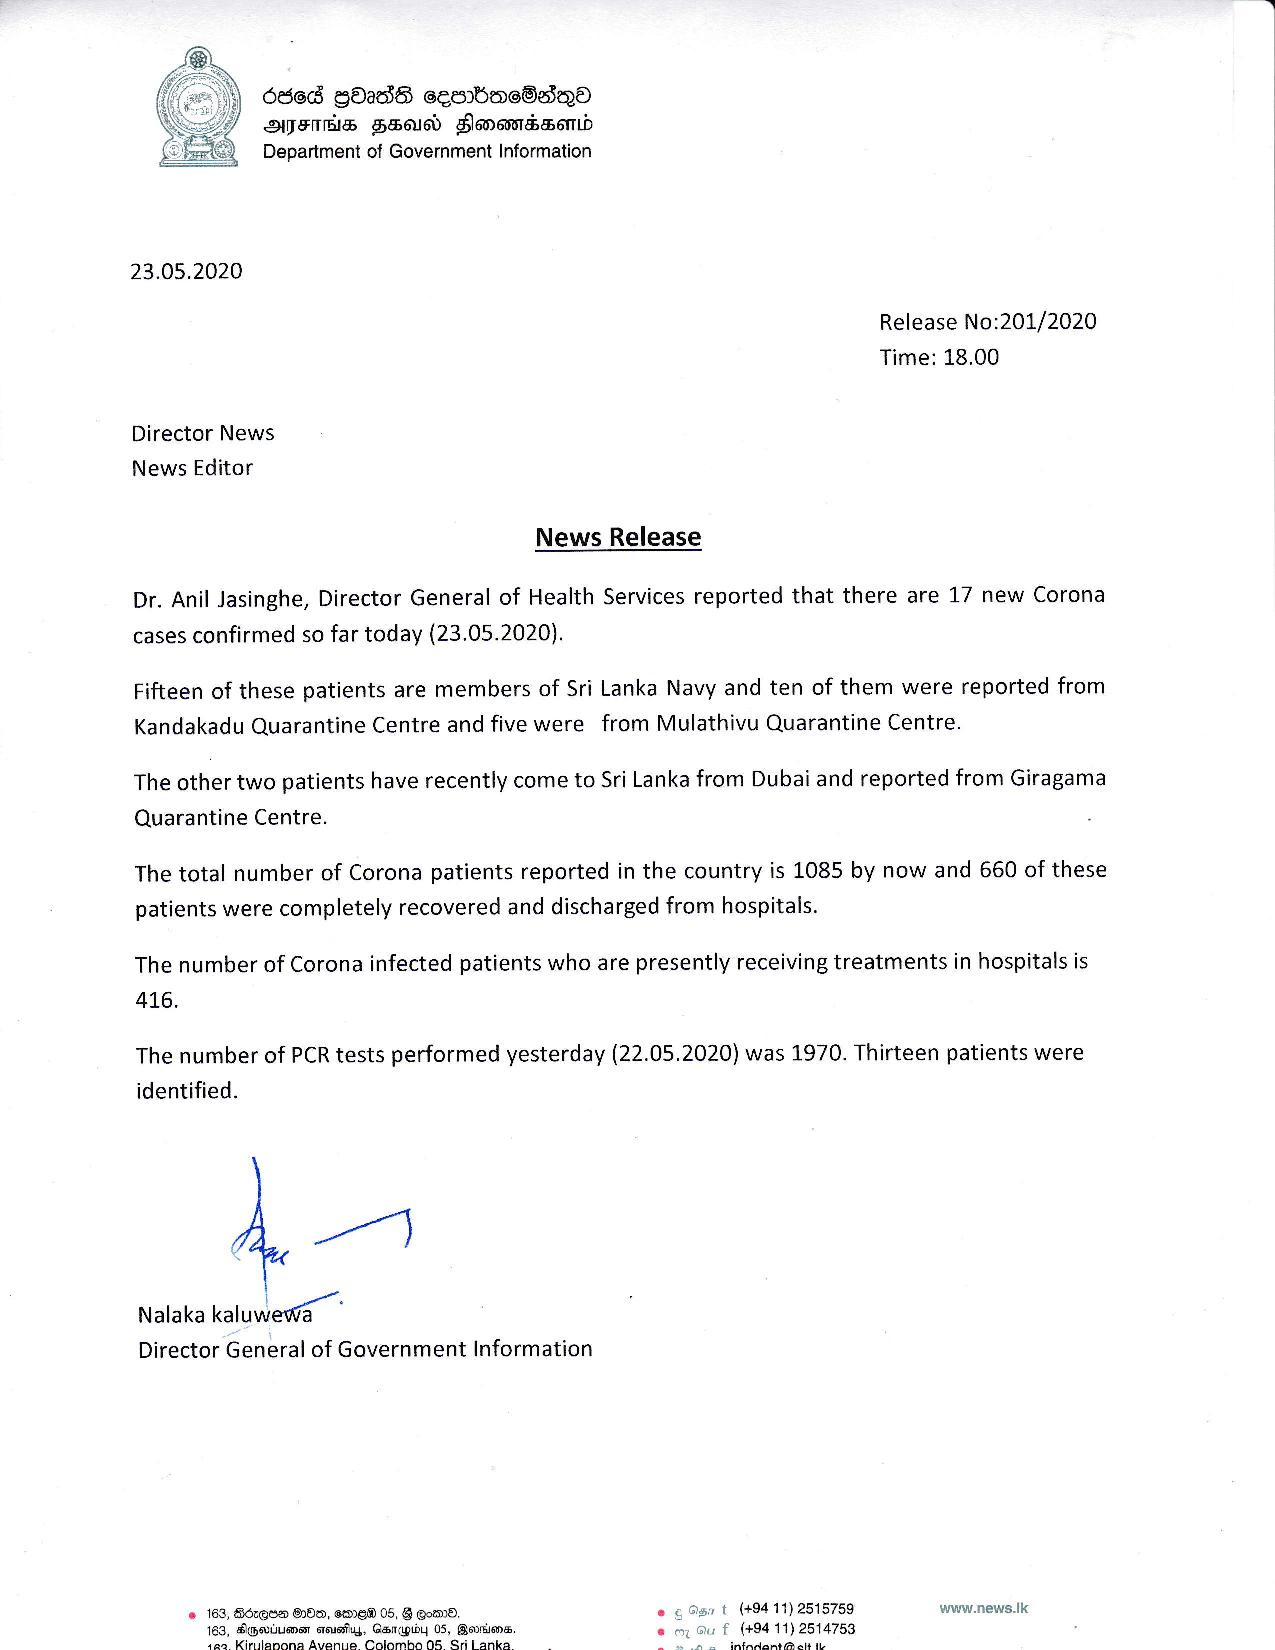 රජයේ ප්‍රවෘත්ති දෙපාර්තමේන්තුව
அரசாங்க தகவல் திணைக்களம்
Department of Government Information
23.05.2020
Release No:201/2020
Time: 18.00
Director News
News Editor
News Release
Dr. Anil Jasinghe, Director General of Health Services reported that there are 17 new Corona
cases confirmed so far today (23.05.2020).
Fifteen of these patients are members of Sri Lanka Navy and ten of them were reported from
Kandakadu Quarantine Centre and five were from Mulathivu Quarantine Centre.
The other two patients have recently come to Sri Lanka from Dubai and reported from Giragama
Quarantine Centre.
The total number of Corona patients reported in the country is 1085 by now and 660 of these
patients were completely recovered and discharged from hospitals.
The number of Corona infected patients who are presently receiving treatments in hospitals is
416.
The number of PCR tests performed yesterday (22.05.2020) was 1970. Thirteen patients were
identified.
Nalaka kaluwewa
Director General of Government Information
163, කිරුලපන මාවත, කොළඹ 05, ශ්‍රී ලංකාව.
163, கிருலப்பனை எவனியு, கொழும்பு 05, இலங்கை.
163, Kirulapona Avenue, Colombo 05, Sri Lanka.
දු தொ t (+94 11) 2515759
ෆැ பெ f (+94 11) 2514753
infodept@slt.lk
www.news.lk